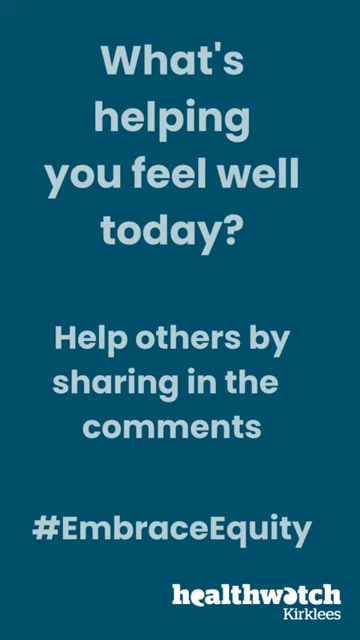 What's
helping
you feel well
today?
Help others by
sharing in the
comments
#EmbraceEquity
healthwatch
Kirklees